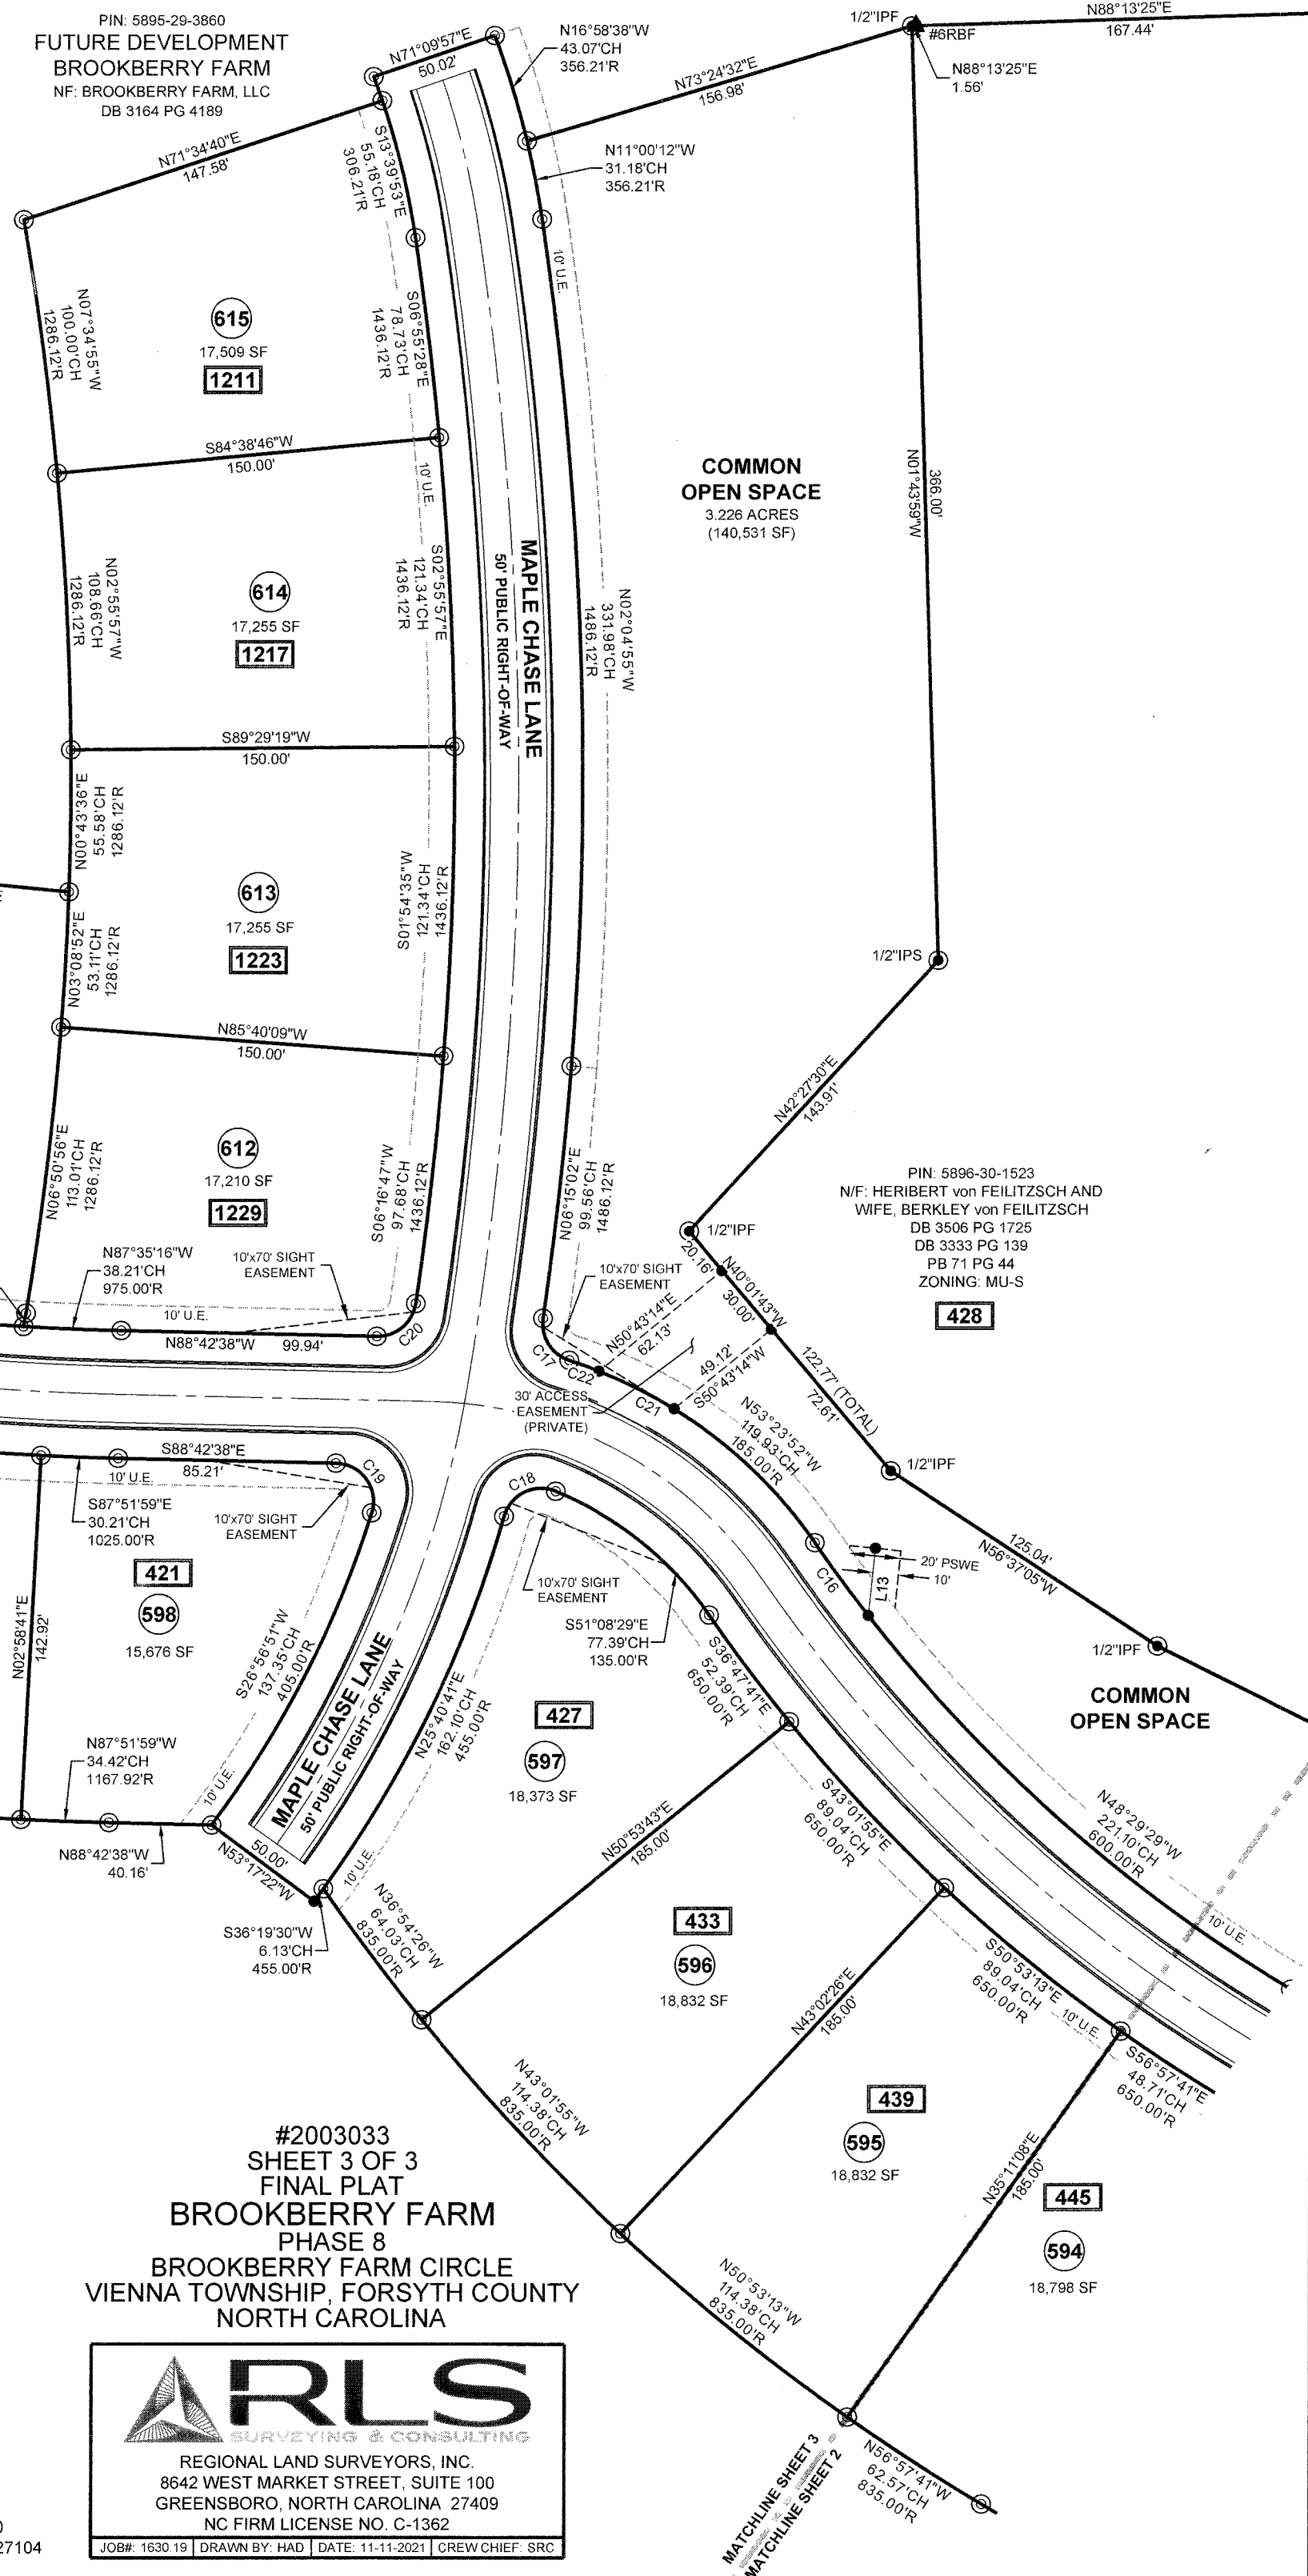 PIN: 5895-29-3860
FUTURE DEVELOPMENT
BROOKBERRY FARM
NF: BROOKBERRY FARM, LLC
DB 3164 PG 4189
N71°09'57"E
50.02'
N16°58'38"W
43.07'CH
356.21'R
1/2"IPF
#6RBF
N88°13'25"E
167.44'
N88°13'25"E
1.56'
N73°24'32"E
156.98'
N71°34'40"E
147.58'
S13°39'53"E
55.18'CH
306.21'R
N11°00'12"W
31.18'CH
356.21'R
10' U.E.
N07°34'55"W
100.00'CH
1286.12'R
615
17,509 SF
1211
S06°55'28"E
78.73'CH
1436.12'R
S84°38'46"W
150.00'
10' U.E.
COMMON
OPEN SPACE
3.226 ACRES
(140,531 SF)
N01°43'59"W
366.00'
N02°55'57"W
108.66'CH
1286.12'R
614
17,255 SF
1217
S02°55'57"E
121.34'CH
1436.12'R
MAPLE CHASE LANE
50' PUBLIC RIGHT-OF-WAY
N02°04'55"W
331.98'CH
1486.12'R
S89°29'19"W
150.00'
N00°43'36"E
55.58'CH
1286.12'R
613
17,255 SF
1223
S01°54'35"W
121.34'CH
1436.12'R
N03°08'52"E
53.11'CH
1286.12'R
1/2"IPS
N85°40'09"W
150.00'
N42°27'30"E
143.91'
N06°50'56"E
113.01'CH
1286.12'R
612
17,210 SF
1229
S06°16'47"W
97.68'CH
1436.12'R
N06°15'02"E
99.56'CH
1486.12'R
PIN: 5896-30-1523
N/F: HERIBERT von FEILITZSCH AND
WIFE, BERKLEY von FEILITZSCH
DB 3506 PG 1725
DB 3333 PG 139
PB 71 PG 44
ZONING: MU-S
428
1/2"IPF
20.16'
N40°01'43"W
30.00'
122.77' (TOTAL)
72.61'
N87°35'16"W
38.21'CH
975.00'R
10'x70' SIGHT
EASEMENT
10' U.E.
N88°42'38"W 99.94'
C20
10'x70' SIGHT
EASEMENT
N50°43'14"E
62.13'
C17
C22
C21
49.12'
S50°43'14"W
30' ACCESS
EASEMENT
(PRIVATE)
N53°23'52"W
119.93'CH
185.00'R
1/2"IPF
S88°42'38"E
85.21'
10' U.E.
C19
C18
S87°51'59"E
30.21'CH
1025.00'R
10'x70' SIGHT
EASEMENT
421
598
15,676 SF
N02°58'41"E
142.92'
10'x70' SIGHT
EASEMENT
C16
20' PSWE
10'
L13
125.04'
N56°37'05"W
1/2"IPF
S51°08'29"E
77.39'CH
135.00'R
S36°47'41"E
52.39'CH
650.00'R
S26°56'51"W
137.35'CH
405.00'R
MAPLE CHASE LANE
50' PUBLIC RIGHT-OF-WAY
N25°40'41"E
162.10'CH
455.00'R
427
597
18,373 SF
COMMON
OPEN SPACE
N87°51'59"W
34.42'CH
1167.92'R
N88°42'38"W
40.16'
10' U.E.
50.00'
N53°17'22"W
10' U.E.
S36°19'30"W
6.13'CH
455.00'R
N36°54'26"W
64.03'CH
835.00'R
N50°53'43"E
185.00'
S43°01'55"E
89.04'CH
650.00'R
N48°29'29"W
221.10'CH
600.00'R
10' U.E.
433
596
18,832 SF
N43°02'26"E
185.00'
S50°53'13"E
89.04'CH
650.00'R
10' U.E.
S56°57'41"E
48.71'CH
650.00'R
N43°01'55"W
114.38'CH
835.00'R
439
595
18,832 SF
N35°11'08"E
185.00'
445
594
18,798 SF
N50°53'13"W
114.38'CH
835.00'R
N56°57'41"W
62.57'CH
835.00'R
MATCHLINE SHEET 3
MATCHLINE SHEET 2
#2003033
SHEET 3 OF 3
FINAL PLAT
BROOKBERRY FARM
PHASE 8
BROOKBERRY FARM CIRCLE
VIENNA TOWNSHIP, FORSYTH COUNTY
NORTH CAROLINA
RLS
SURVEYING & CONSULTING
REGIONAL LAND SURVEYORS, INC.
8642 WEST MARKET STREET, SUITE 100
GREENSBORO, NORTH CAROLINA 27409
NC FIRM LICENSE NO. C-1362
JOB#: 1630.19 DRAWN BY: HAD DATE: 11-11-2021 CREW CHIEF: SRC
27104